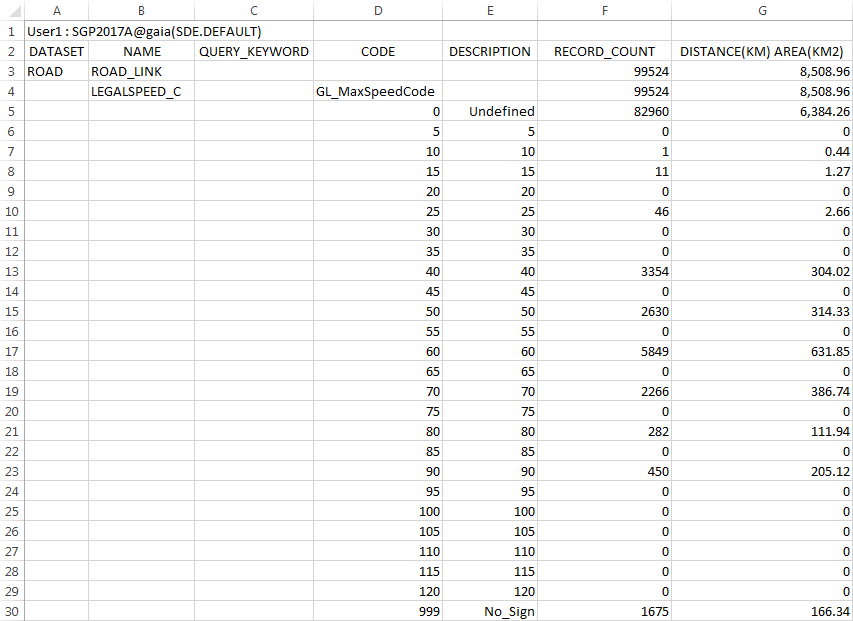 A B C D E F G
1 User1 : SGP2017A@gaia(SDE.DEFAULT)
2 DATASET NAME QUERY_KEYWORD CODE DESCRIPTION RECORD_COUNT DISTANCE(KM) AREA(KM2)
3 ROAD ROAD_LINK 99524 8,508.96
4 LEGALSPEED_C GL_MaxSpeedCode 99524 8,508.96
5 0 Undefined 82960 6,384.26
6 5 5 0 0
7 10 10 1 0.44
8 15 15 11 1.27
9 20 20 0 0
10 25 25 46 2.66
11 30 30 0 0
12 35 35 0 0
13 40 40 3354 304.02
14 45 45 0 0
15 50 50 2630 314.33
16 55 55 0 0
17 60 60 5849 631.85
18 65 65 0 0
19 70 70 2266 386.74
20 75 75 0 0
21 80 80 282 111.94
22 85 85 0 0
23 90 90 450 205.12
24 95 95 0 0
25 100 100 0 0
26 105 105 0 0
27 110 110 0 0
28 115 115 0 0
29 120 120 0 0
30 999 No_Sign 1675 166.34